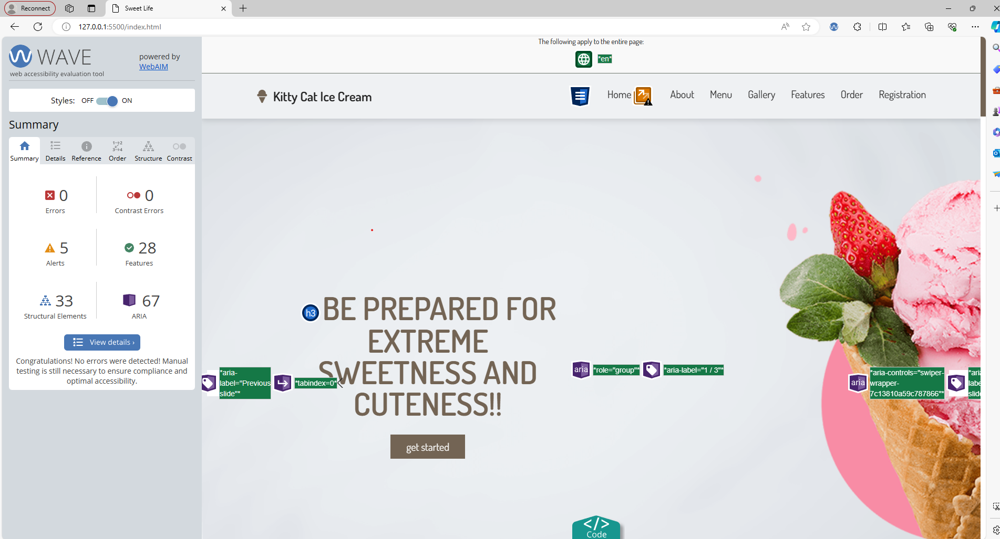 Reconnect
Sweet Life
127.0.0.1:5500/index.html
WAVE
powered by
WebAIM
web accessibility evaluation tool
Styles: OFF ON
Summary
Summary Details Reference Order Structure Contrast
0
Errors
0
Contrast Errors
5
Alerts
28
Features
33
Structural Elements
67
ARIA
View details ›
Congratulations! No errors were detected! Manual
testing is still necessary to ensure compliance and
optimal accessibility.
The following apply to the entire page:
*en*
Kitty Cat Ice Cream
Home About Menu Gallery Features Order Registration
h3 BE PREPARED FOR
EXTREME
SWEETNESS AND
CUTENESS!!
get started
*aria-
label="Previous
slide"*
*tabindex=0*
aria *role="group"* *aria-label="1 / 3"*
aria *aria-controls="swiper-
wrapper-
7c13810a59c787866"*
</> 
Code